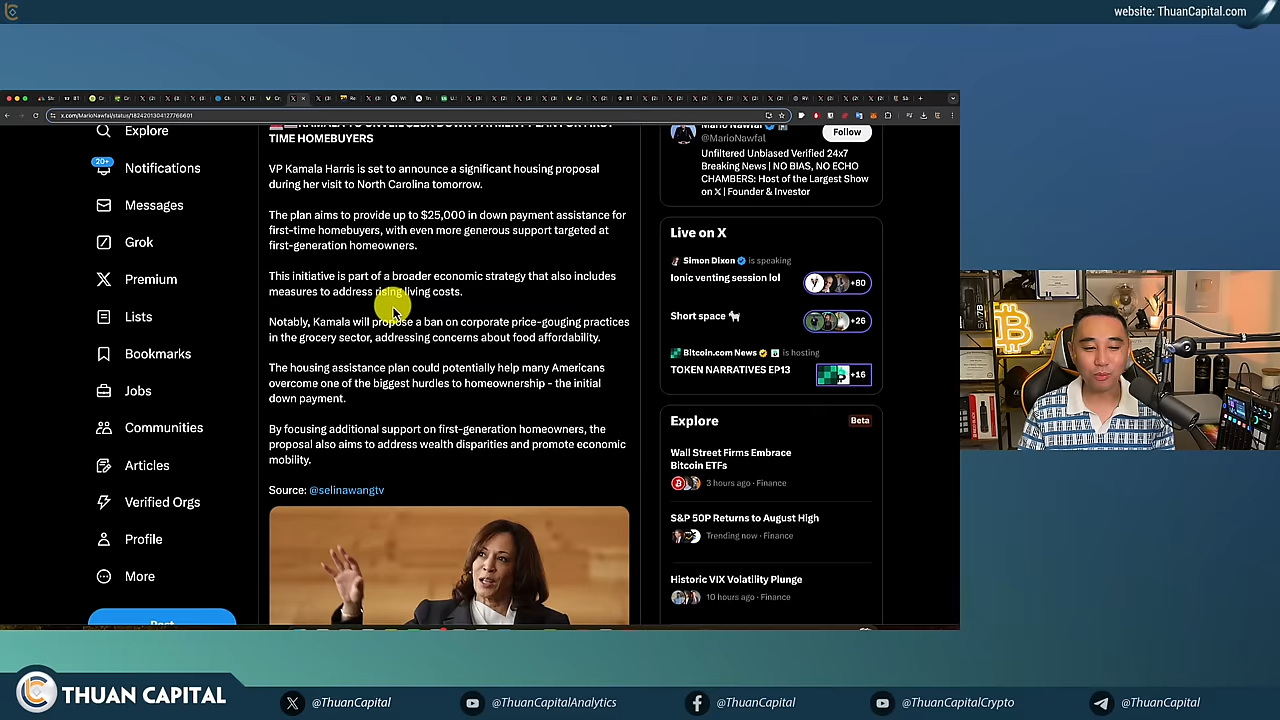 website: ThuanCapital.com
x.com/MarioNawfal/status/1824201304127766601
Explore
20+
Notifications
Messages
Grok
Premium
Lists
Bookmarks
Jobs
Communities
Articles
Verified Orgs
Profile
More
Post
TIME HOMEBUYERS
VP Kamala Harris is set to announce a significant housing proposal
during her visit to North Carolina tomorrow.
The plan aims to provide up to $25,000 in down payment assistance for
first-time homebuyers, with even more generous support targeted at
first-generation homeowners.
This initiative is part of a broader economic strategy that also includes
measures to address rising living costs.
Notably, Kamala will propose a ban on corporate price-gouging practices
in the grocery sector, addressing concerns about food affordability.
The housing assistance plan could potentially help many Americans
overcome one of the biggest hurdles to homeownership - the initial
down payment.
By focusing additional support on first-generation homeowners, the
proposal also aims to address wealth disparities and promote economic
mobility.
Source: @selinawangtv
Mario Nawfal
@MarioNawfal
Follow
Unfiltered Unbiased Verified 24x7
Breaking News | NO BIAS, NO ECHO
CHAMBERS: Host of the Largest Show
on X | Founder & Investor
Live on X
Simon Dixon is speaking
Ionic venting session lol
+80
Short space
+26
Bitcoin.com News is hosting
TOKEN NARRATIVES EP13
+16
Explore
Beta
Wall Street Firms Embrace
Bitcoin ETFs
3 hours ago · Finance
S&P 50P Returns to August High
Trending now · Finance
Historic VIX Volatility Plunge
10 hours ago · Finance
THUAN CAPITAL
@ThuanCapital
@ThuanCapitalAnalytics
@ThuanCapital
@ThuanCapitalCrypto
@ThuanCapital